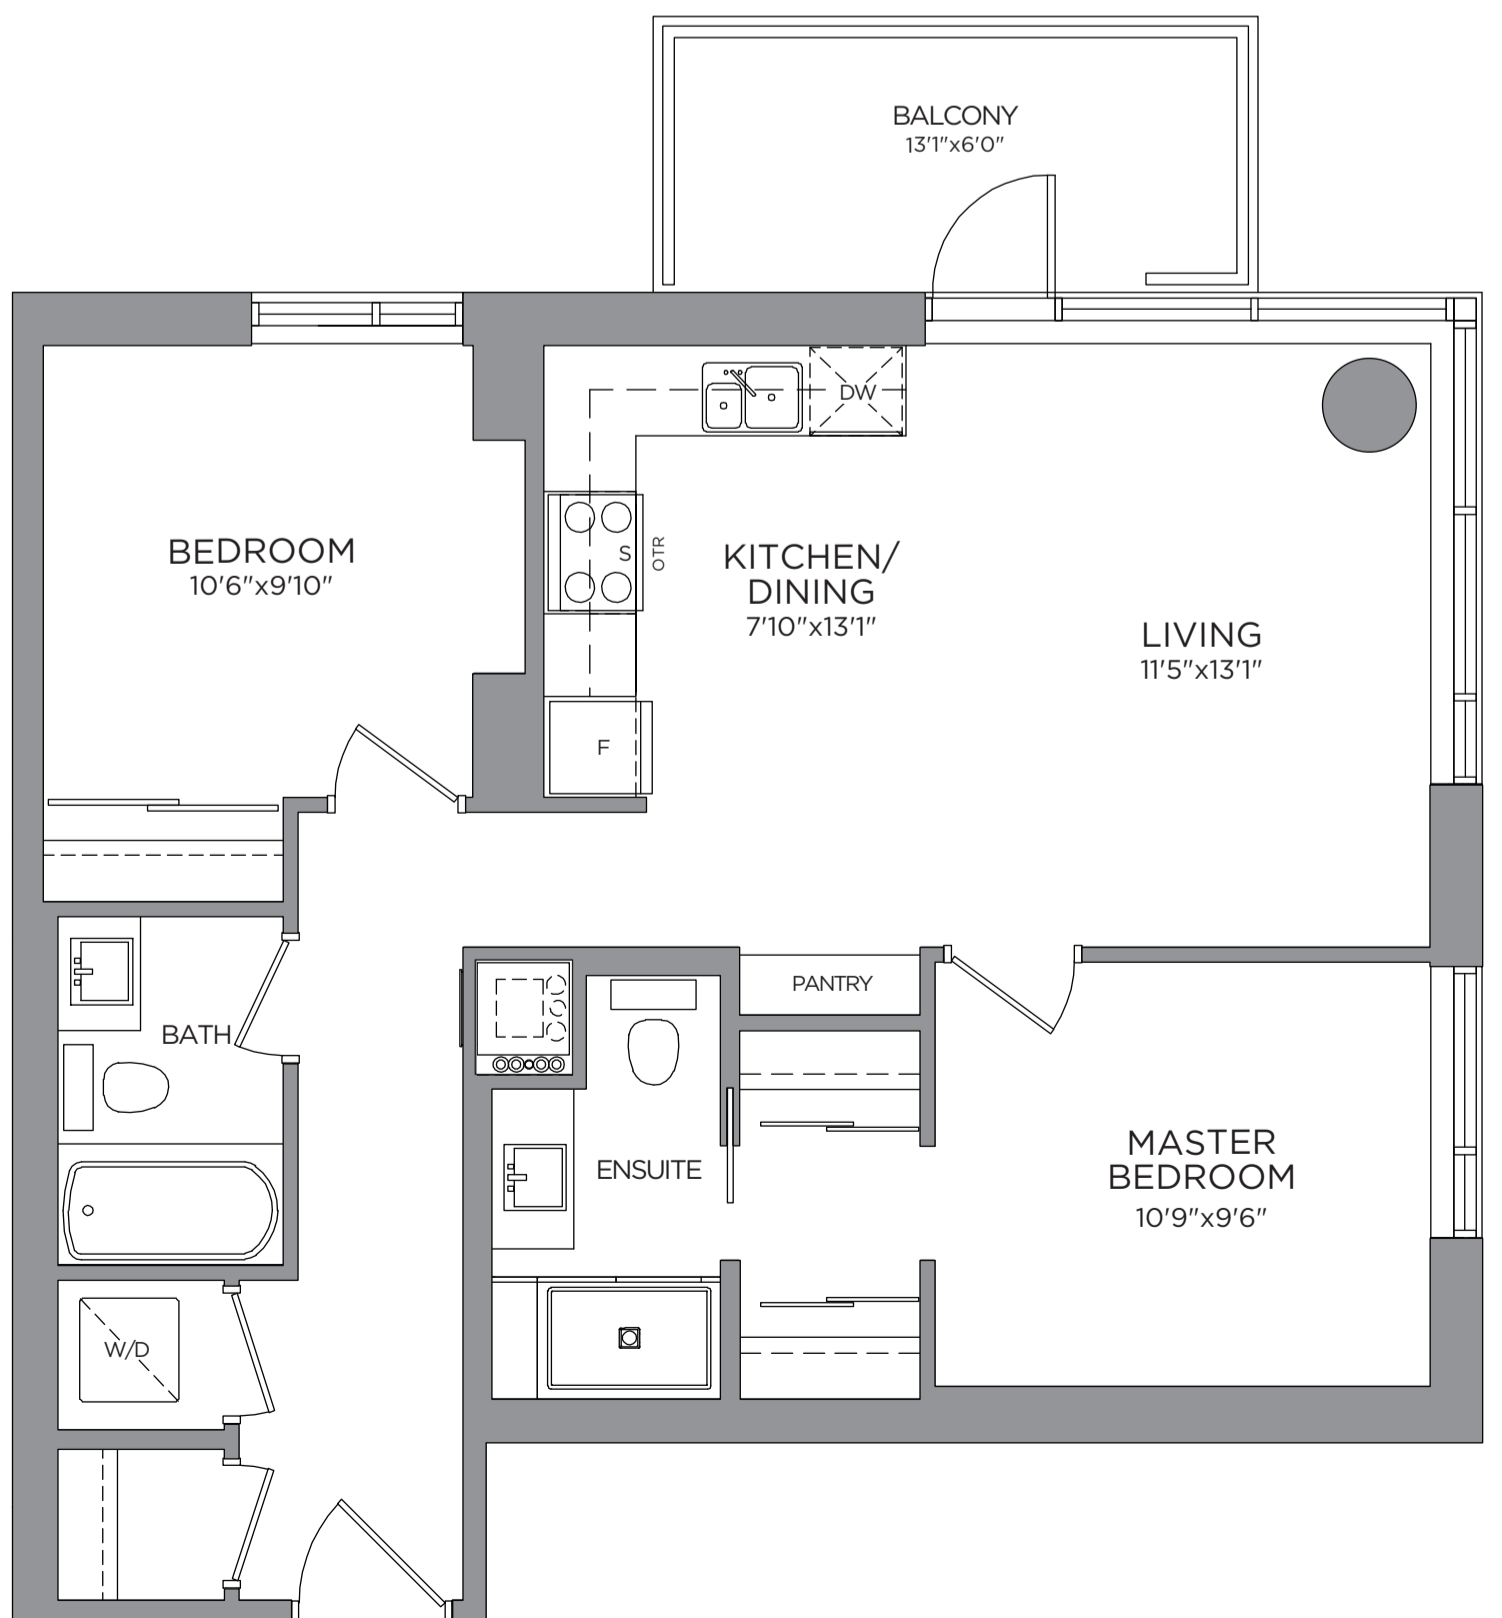 BALCONY
13'1"x6'0"
DW
BEDROOM
10'6"x9'10"
S
OTR
KITCHEN/
DINING
7'10"x13'1"
LIVING
11'5"x13'1"
F
PANTRY
BATH
ENSUITE
MASTER
BEDROOM
10'9"x9'6"
W/D